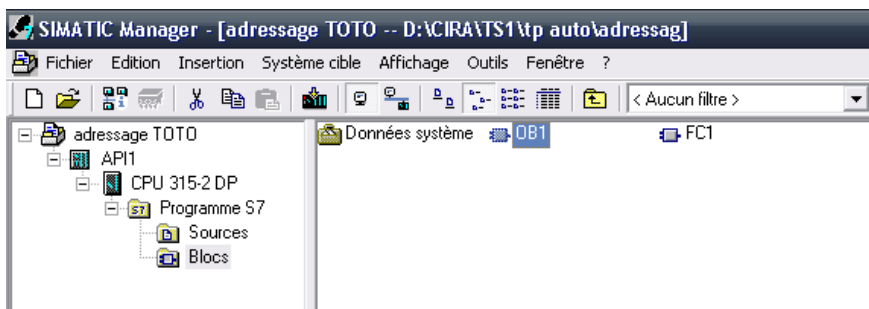 SIMATIC Manager - [adressage TOTO -- D:\CIRA\TS1\tp auto\adressag]
Fichier Edition Insertion Système cible Affichage Outils Fenêtre ?
< Aucun filtre >
adressage TOTO
API1
CPU 315-2 DP
S7 Programme S7
Sources
Blocs
Données système OB1 FC1